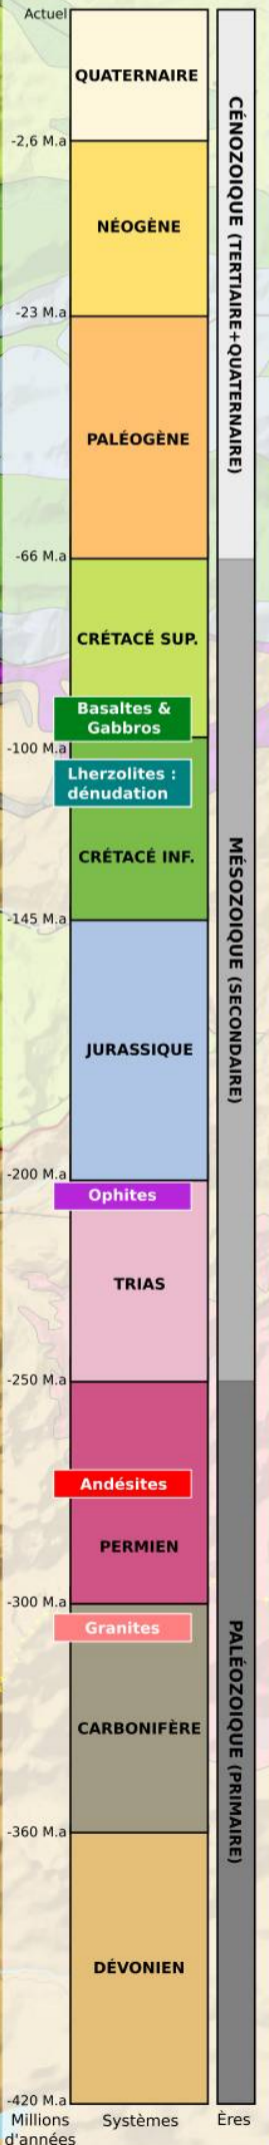 Actuel
QUATERNAIRE
-2,6 M.a
NÉOGÈNE
-23 M.a
PALÉOGÈNE
-66 M.a
CÉNOZOIQUE (TERTIAIRE+QUATERNAIRE)
CRÉTACÉ SUP.
Basaltes &
Gabbros
-100 M.a
Lherzolites :
dénudation
CRÉTACÉ INF.
-145 M.a
JURASSIQUE
-200 M.a
Ophites
TRIAS
-250 M.a
MÉSOZOIQUE (SECONDAIRE)
Andésites
PERMIEN
-300 M.a
Granites
CARBONIFÈRE
-360 M.a
DÉVONIEN
-420 M.a
PALÉOZOIQUE (PRIMAIRE)
Millions
d'années
Systèmes
Ères